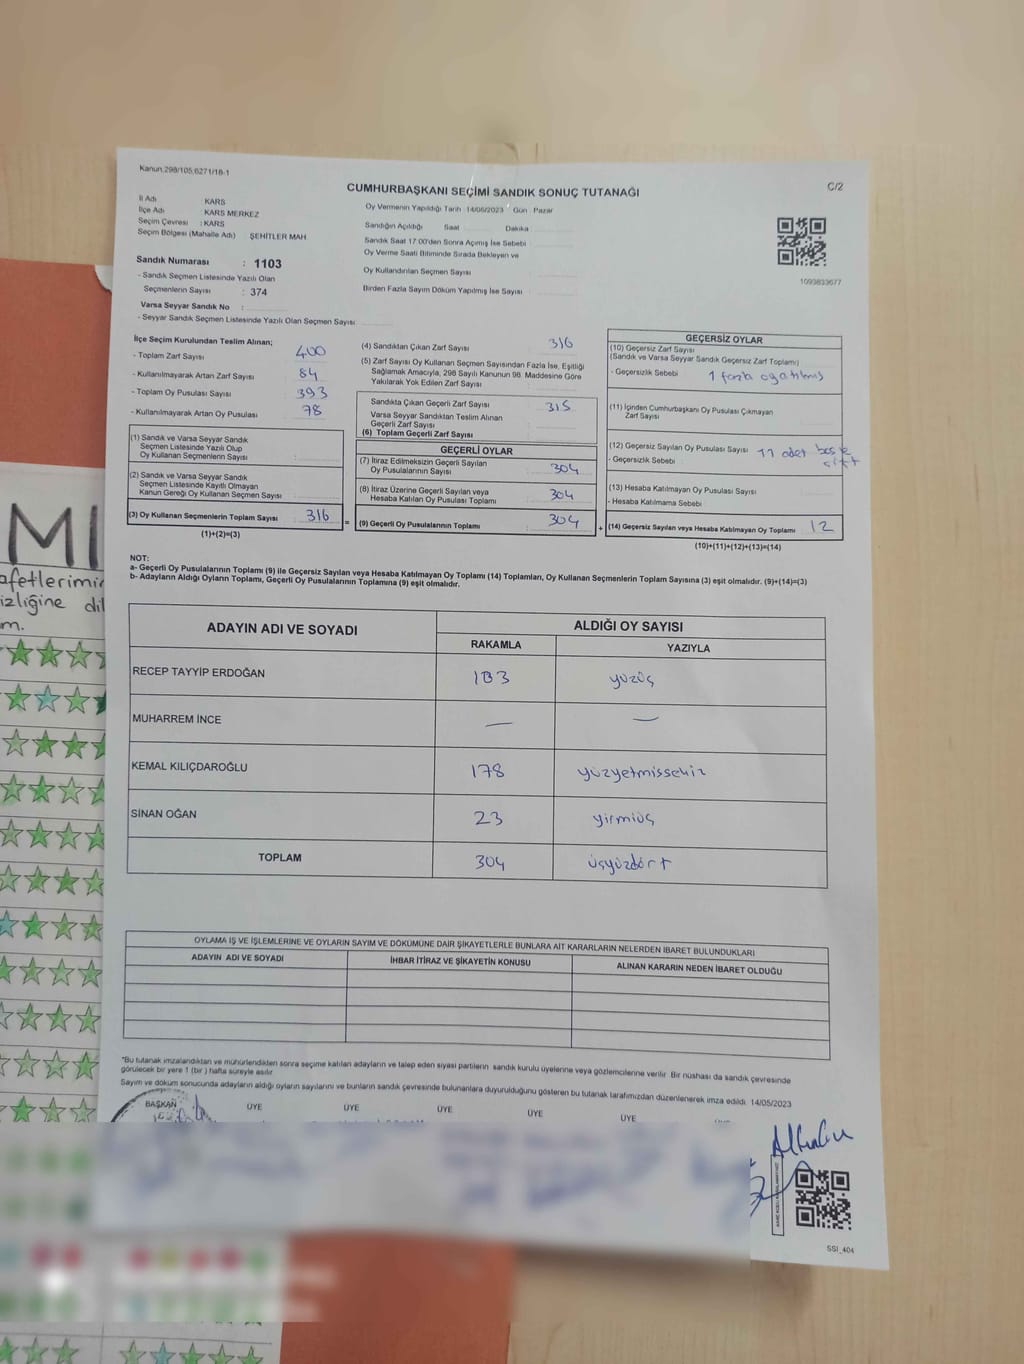 Kanun 298/105,6271/16-1
C/2
CUMHURBAŞKANI SEÇİMİ SANDIK SONUÇ TUTANAĞI
İl Adı KARS
İlçe Adı KARS MERKEZ
Seçim Çevresi : KARS
Seçim Bölgesi (Mahalle Adı) ŞEHİTLER MAH
Sandık Numarası : 1103
- Sandık Seçmen Listesinde Yazılı Olan
Seçmenlerin Sayısı : 374
Varsa Seyyar Sandık No :
- Seyyar Sandık Seçmen Listesinde Yazılı Olan Seçmen Sayısı
Oy Vermenin Yapıldığı Tarih 14/05/2023 Gün Pazar
Sandığın Açıldığı Saat Dakika
Sandık Saat 17:00'den Sonra Açılmış İse Sebebi
Oy Verme Saati Bitiminde Sırada Bekleyen ve
Oy Kullandırılan Seçmen Sayısı
Birden Fazla Sayım Döküm Yapılmış İse Sayısı
1093833677
İlçe Seçim Kurulundan Teslim Alınan;
- Toplam Zarf Sayısı 400
- Kullanılmayarak Artan Zarf Sayısı 84
- Toplam Oy Pusulası Sayısı 393
- Kullanılmayarak Artan Oy Pusulası 78
(1) Sandık ve Varsa Seyyar Sandık
Seçmen Listesinde Yazılı Olup
Oy Kullanan Seçmenlerin Sayısı
(2) Sandık ve Varsa Seyyar Sandık
Seçmen Listesinde Kayıtlı Olmayan
Kanun Gereği Oy Kullanan Seçmen Sayısı
(3) Oy Kullanan Seçmenlerin Toplam Sayısı 316 =
(1)+(2)=(3)
(4) Sandıktan Çıkan Zarf Sayısı 316
(5) Zarf Sayısı Oy Kullanan Seçmen Sayısından Fazla İse, Eşitliği
Sağlamak Amacıyla, 298 Sayılı Kanunun 98. Maddesine Göre
Yakılarak Yok Edilen Zarf Sayısı
Sandıkta Çıkan Geçerli Zarf Sayısı 315
Varsa Seyyar Sandıktan Teslim Alınan
Geçerli Zarf Sayısı
(6) Toplam Geçerli Zarf Sayısı
GEÇERLİ OYLAR
(7) İtiraz Edilmeksizin Geçerli Sayılan
Oy Pusulalarının Sayısı 304
(8) İtiraz Üzerine Geçerli Sayılan veya
Hesaba Katılan Oy Pusulası Toplamı 304
(9) Geçerli Oy Pusulalarının Toplamı 304 +
GEÇERSİZ OYLAR
(10) Geçersiz Zarf Sayısı
(Sandık ve Varsa Seyyar Sandık Geçersiz Zarf Toplamı)
- Geçersizlik Sebebi 1 fazla
(11) İçinden Cumhurbaşkanı Oy Pusulası Çıkmayan
Zarf Sayısı
(12) Geçersiz Sayılan Oy Pusulası Sayısı 11 adet boş ve
- Geçersizlik Sebebi çift
(13) Hesaba Katılmayan Oy Pusulası Sayısı
- Hesaba Katılmama Sebebi
(14) Geçersiz Sayılan veya Hesaba Katılmayan Oy Toplamı 12
(10)+(11)+(12)+(13)=(14)
NOT:
a- Geçerli Oy Pusulalarının Toplamı (9) ile Geçersiz Sayılan veya Hesaba Katılmayan Oy Toplamı (14) Toplamları, Oy Kullanan Seçmenlerin Toplam Sayısına (3) eşit olmalıdır. (9)+(14)=(3)
b- Adayların Aldığı Oyların Toplamı, Geçerli Oy Pusulalarının Toplamına (9) eşit olmalıdır.
ADAYIN ADI VE SOYADI ALDIĞI OY SAYISI
RAKAMLA YAZIYLA
RECEP TAYYİP ERDOĞAN 103 yüzüç
MUHARREM İNCE — —
KEMAL KILIÇDAROĞLU 178 yüzyetmişsekiz
SİNAN OĞAN 23 yirmiüç
TOPLAM 304 üçyüzdört
OYLAMA İŞ VE İŞLEMLERİNE VE OYLARIN SAYIM VE DÖKÜMÜNE DAİR ŞİKAYETLERLE BUNLARA AİT KARARLARIN NELERDEN İBARET BULUNDUKLARI
ADAYIN ADI VE SOYADI İHBAR İTİRAZ VE ŞİKAYETİN KONUSU ALINAN KARARIN NEDEN İBARET OLDUĞU
*Bu tutanak imzalandıktan ve mühürlendikten sonra seçime katılan adayların ve talep eden siyasi partilerin sandık kurulu üyelerine veya gözlemcilerine verilir. Bir nüshası da sandık çevresinde
görülecek bir yere 1 (bir) hafta süreyle asılır
Sayım ve döküm sonucunda adayların aldığı oyların sayılarını ve bunların sandık çevresinde bulunanlara duyurulduğunu gösteren bu tutanak tarafımızdan düzenlenerek imza edildi. 14/05/2023
BAŞKAN ÜYE ÜYE ÜYE ÜYE ÜYE
SSI_404
MI
afetlerimi
izliğine dil
m.